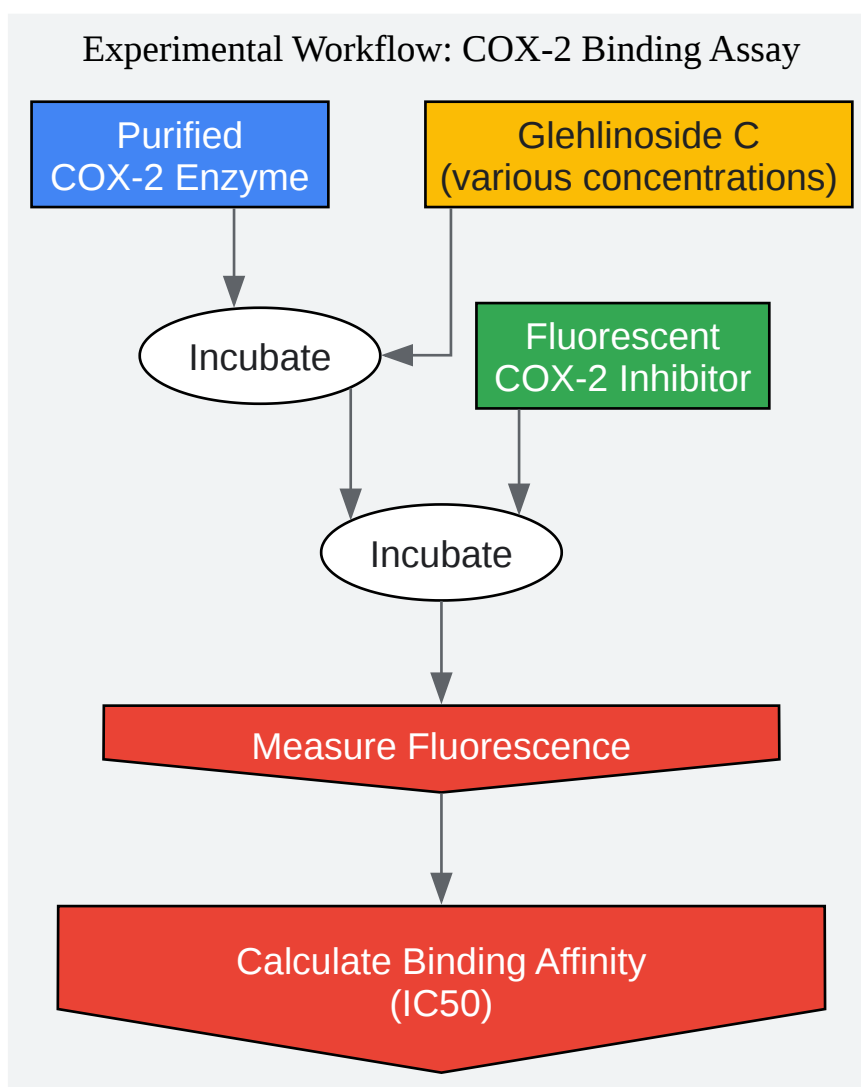 Experimental Workflow: COX-2 Binding Assay
Purified
COX-2 Enzyme
Glehlinoside C
(various concentrations)
Incubate
Fluorescent
COX-2 Inhibitor
Incubate
Measure Fluorescence
Calculate Binding Affinity
(IC50)